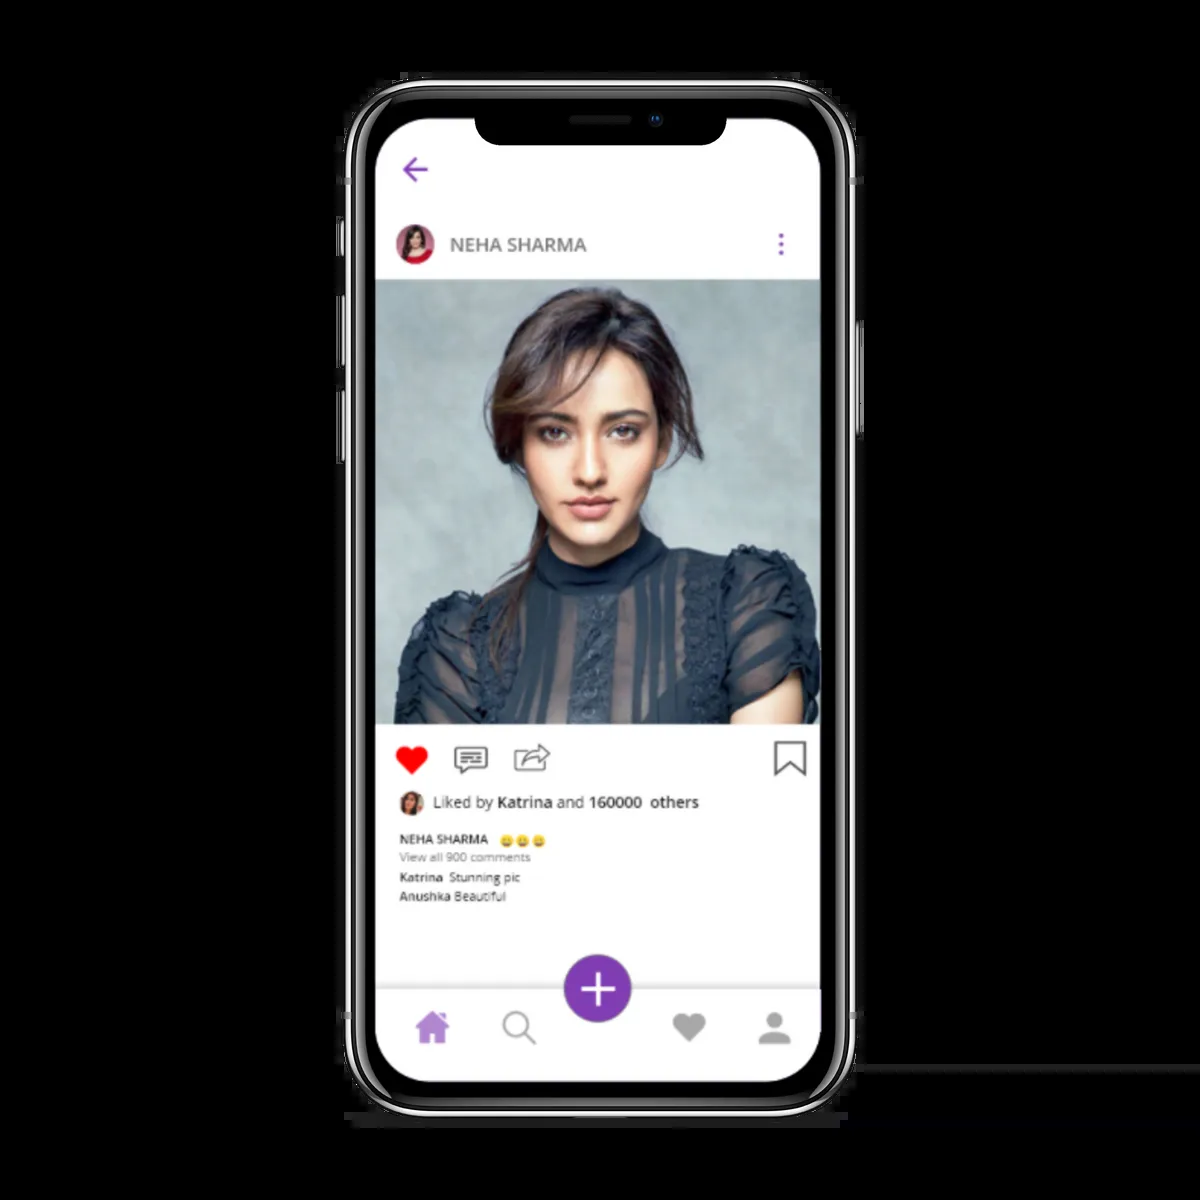 NEHA SHARMA
Liked by Katrina and 160000 others
NEHA SHARMA 😄😄😄
View all 900 comments
Katrina Stunning pic
Anushka Beautiful